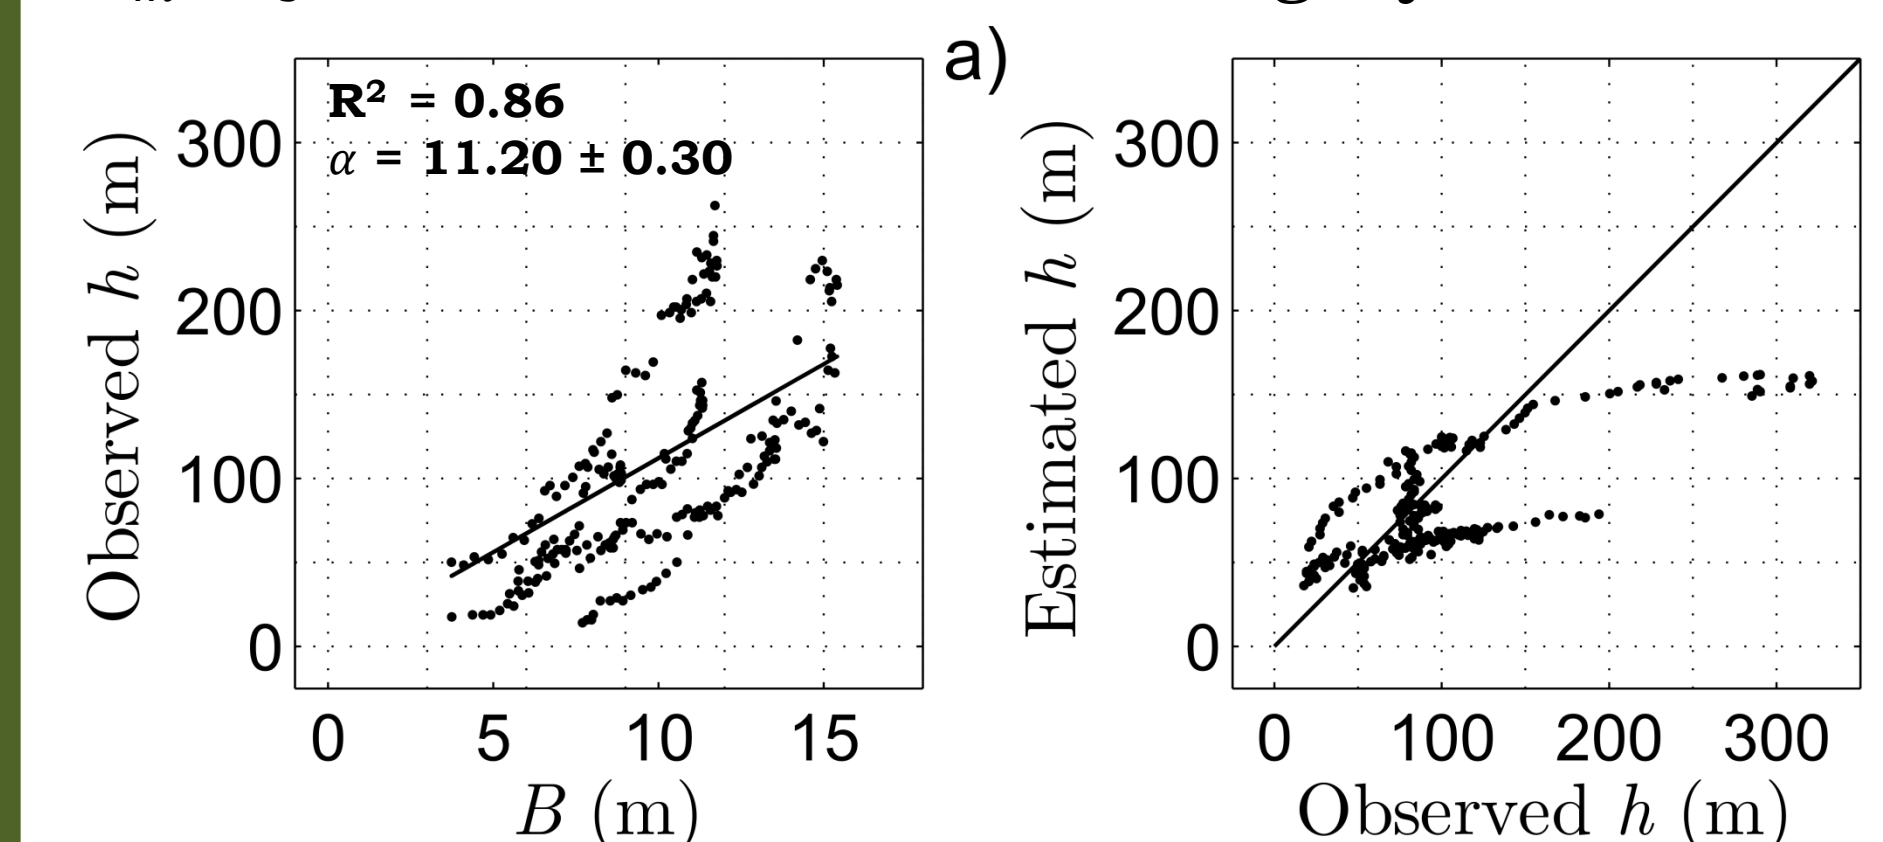 a)
R² = 0.86
α = 11.20 ± 0.30
Observed h (m)
300
200
100
0
0 5 10 15
B (m)
Estimated h (m)
300
200
100
0
0 100 200 300
Observed h (m)